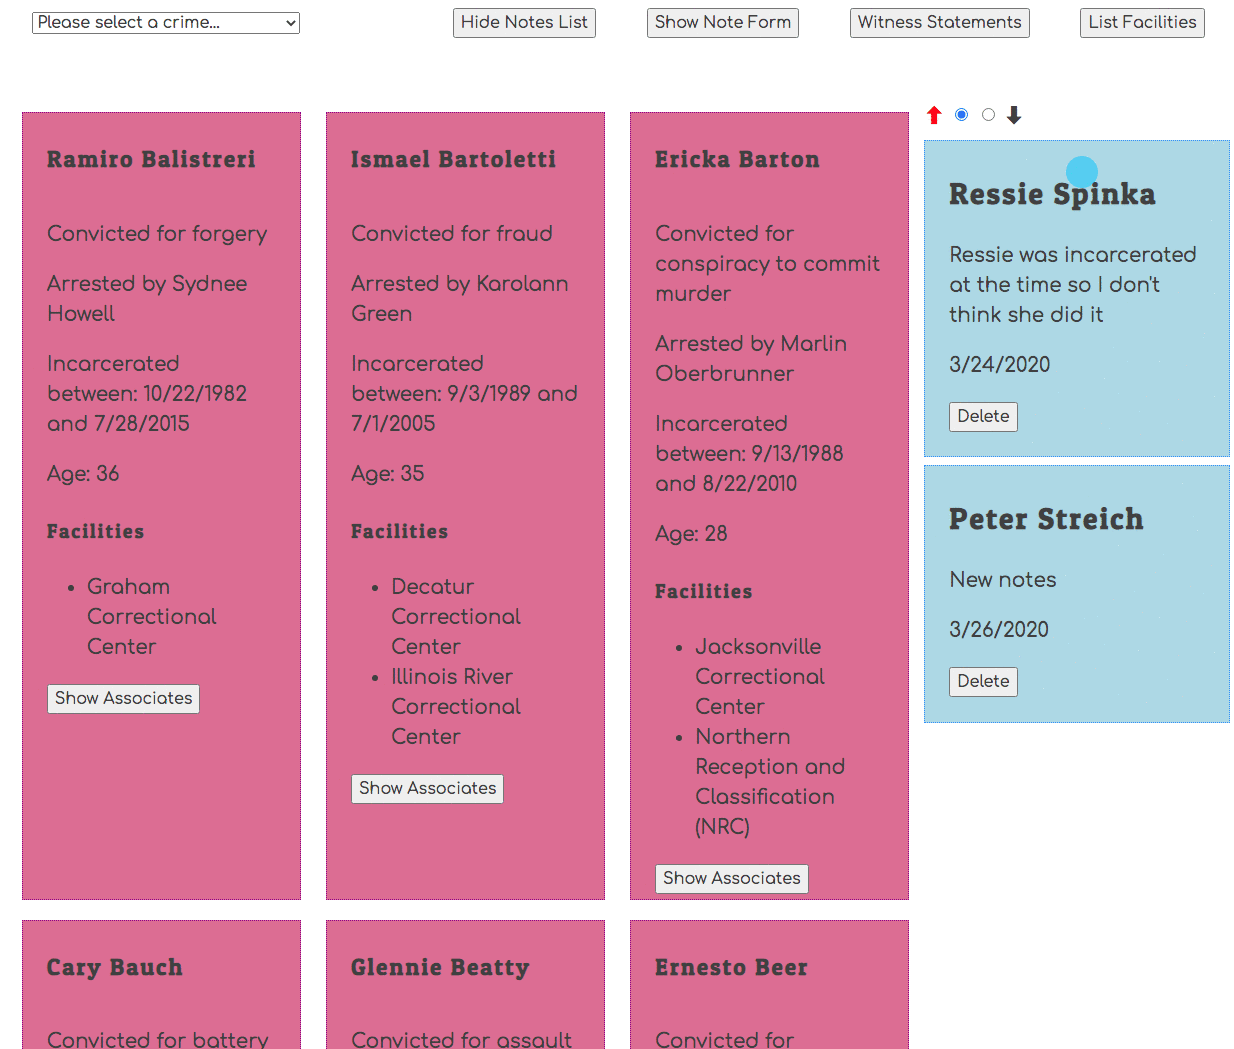 Please select a crime...
Hide Notes List
Show Note Form
Witness Statements
List Facilities
Ramiro Balistreri
Convicted for forgery
Arrested by Sydnee
Howell
Incarcerated
between: 10/22/1982
and 7/28/2015
Age: 36
Facilities
• Graham
Correctional
Center
Show Associates
Ismael Bartoletti
Convicted for fraud
Arrested by Karolann
Green
Incarcerated
between: 9/3/1989 and
7/1/2005
Age: 35
Facilities
• Decatur
Correctional
Center
• Illinois River
Correctional
Center
Show Associates
Ericka Barton
Convicted for
conspiracy to commit
murder
Arrested by Marlin
Oberbrunner
Incarcerated
between: 9/13/1988
and 8/22/2010
Age: 28
Facilities
• Jacksonville
Correctional
Center
• Northern
Reception and
Classification
(NRC)
Show Associates
Ressie Spinka
Ressie was incarcerated
at the time so I don't
think she did it
3/24/2020
Delete
Peter Streich
New notes
3/26/2020
Delete
Cary Bauch
Convicted for battery
Glennie Beatty
Convicted for assault
Ernesto Beer
Convicted for